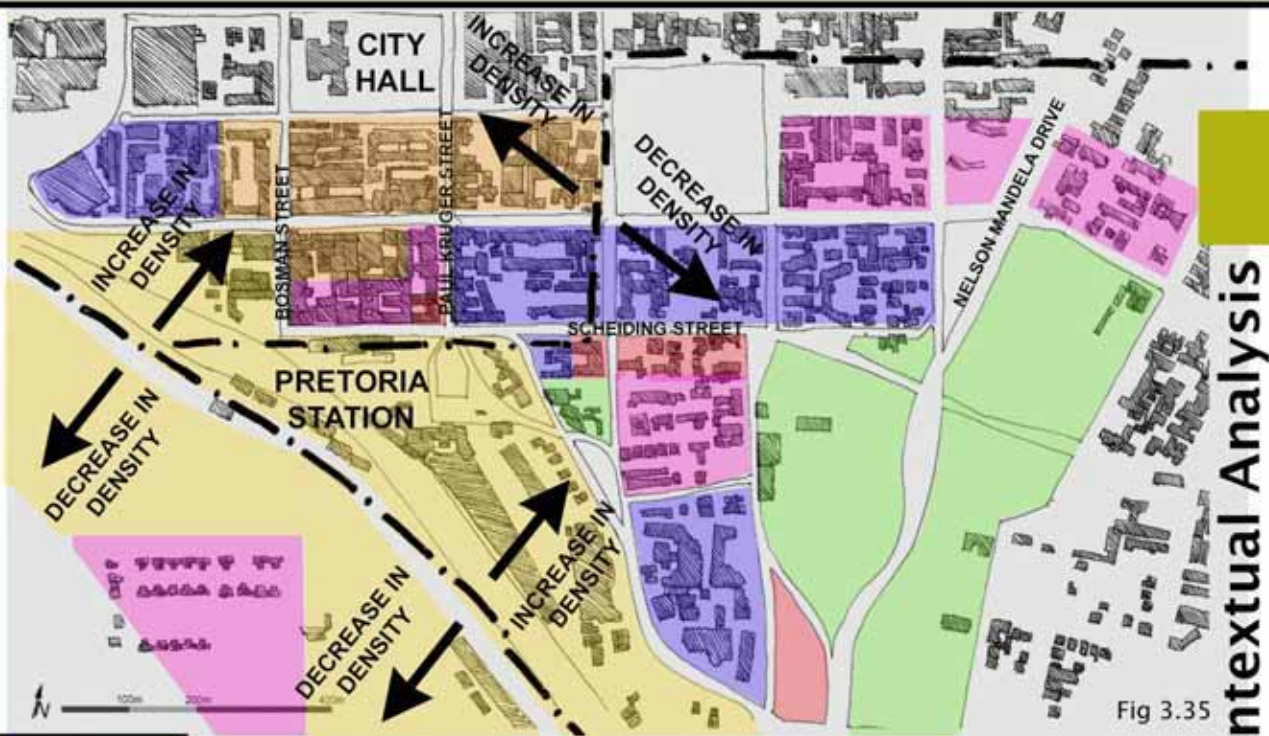 CITY
HALL
INCREASE IN
DENSITY
DECREASE IN
DENSITY
NELSON MANDELA DRIVE
INCREASE IN
DENSITY
BOSMAN STREET
PAUL KRUGER STREET
SCHEIDING STREET
PRETORIA
STATION
DECREASE IN
DENSITY
INCREASE IN
DENSITY
DECREASE IN
DENSITY
N
100m
200m
400m
Fig 3.35
ntextual Analysis